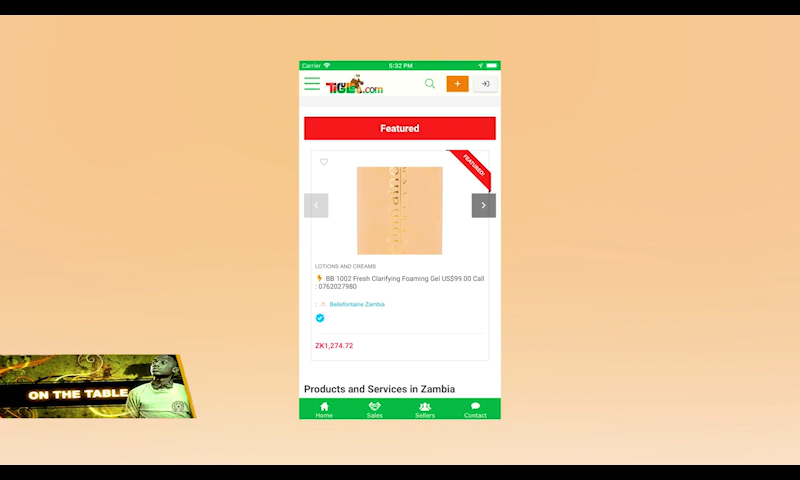 Carrier
5:32 PM
TiGULE.com
Featured
FEATURED!
LOTIONS AND CREAMS
BB 1002 Fresh Clarifying Foaming Gel US$99.00 Call
: 0762027980
: Bellefontaine Zambia
ZK1,274.72
Products and Services in Zambia
Home
Sales
Sellers
Contact
ON THE TABLE